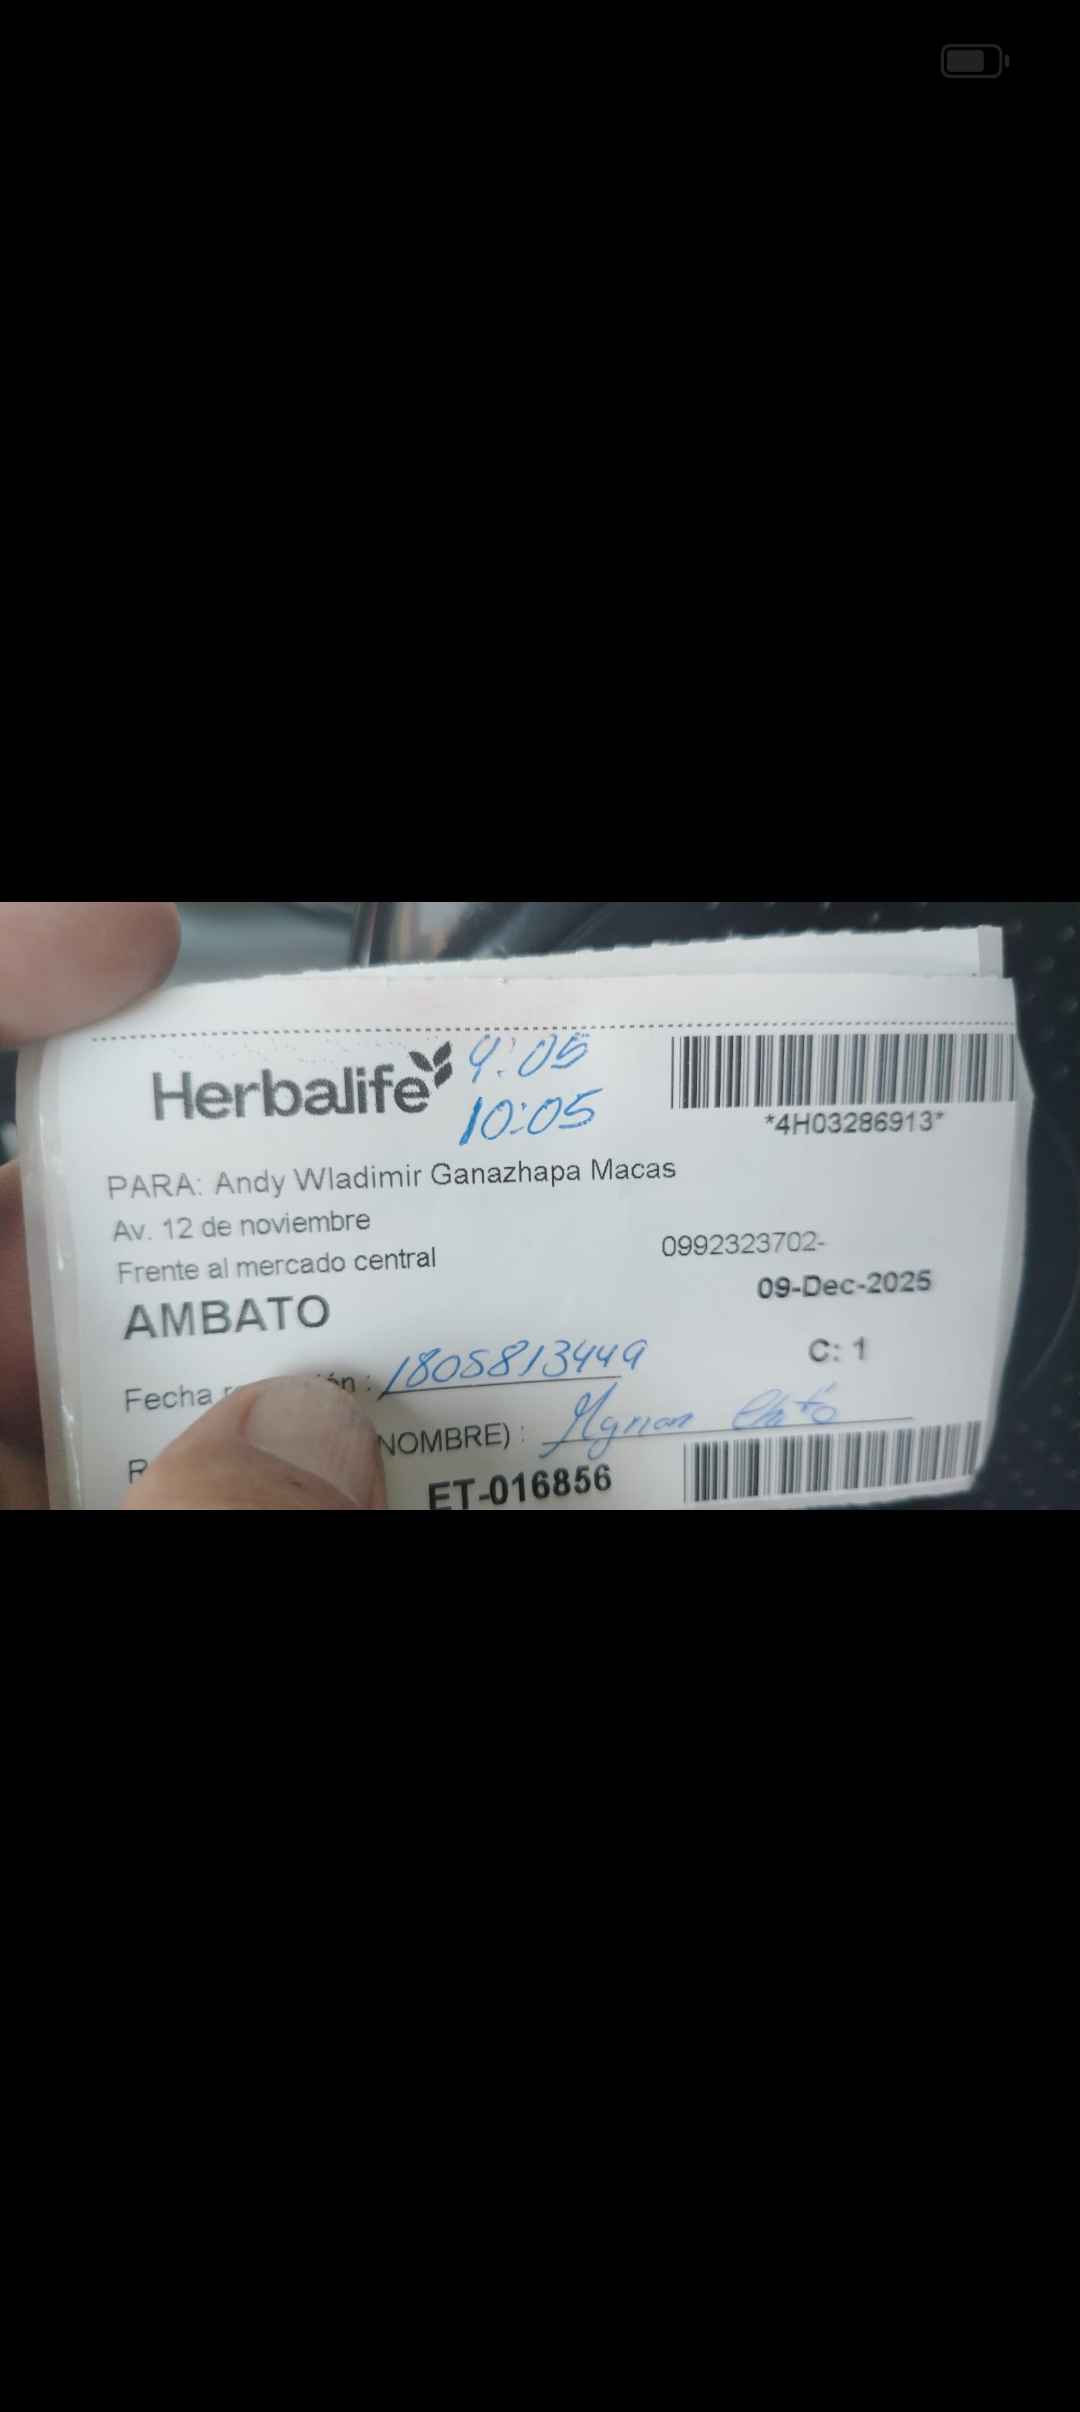 Herbalife
9:05
10:05
*4H03286913*
PARA: Andy Wladimir Ganazhapa Macas
Av. 12 de noviembre
Frente al mercado central
0992323702-
AMBATO
09-Dec-2025
C: 1
Fecha : 1805813449
NOMBRE) :
ET-016856